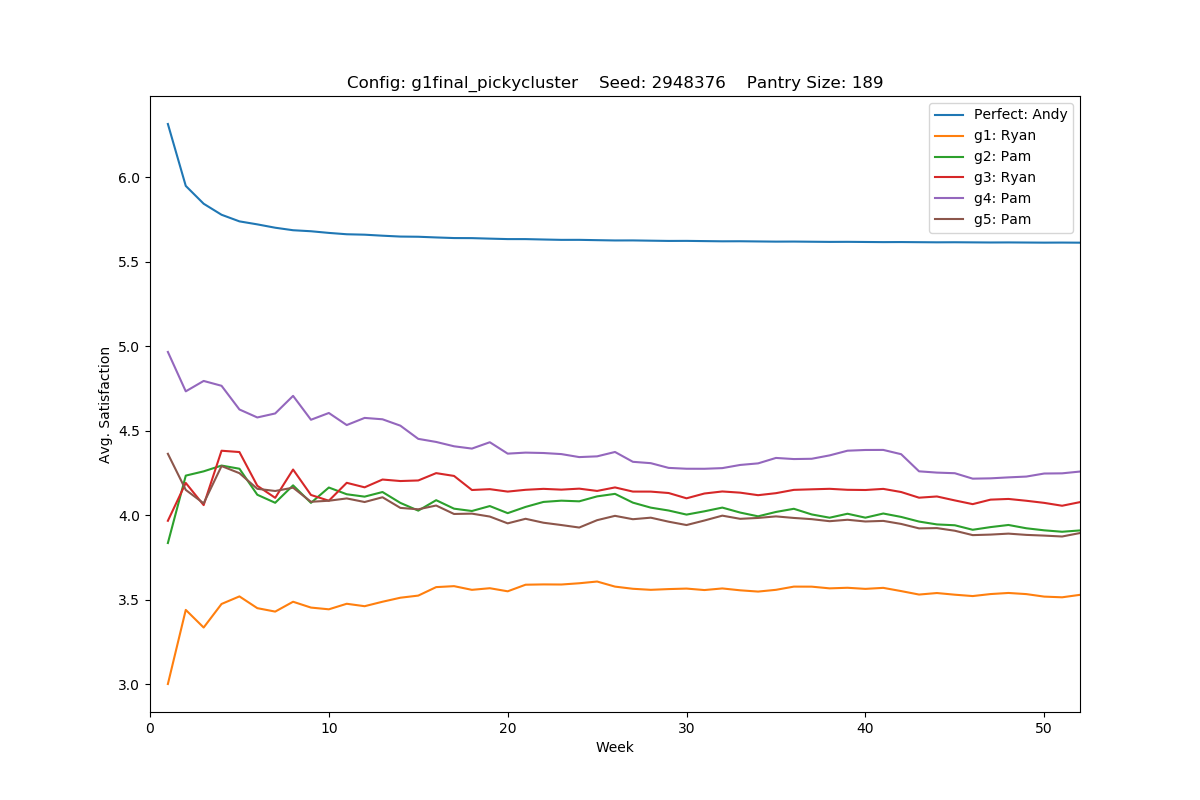 Config: g1final_pickycluster    Seed: 2948376    Pantry Size: 189
Perfect: Andy
g1: Ryan
g2: Pam
g3: Ryan
g4: Pam
g5: Pam
Avg. Satisfaction
6.0
5.5
5.0
4.5
4.0
3.5
3.0
0 10 20 30 40 50
Week